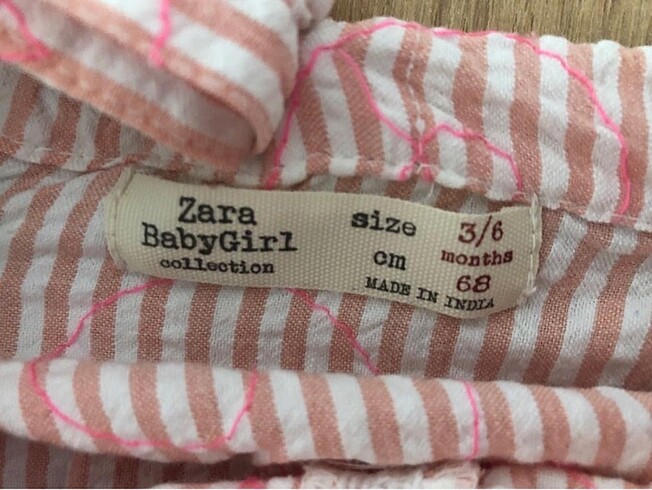 Zara
BabyGirl
collection
size 3/6
months
cm 68
MADE IN INDIA